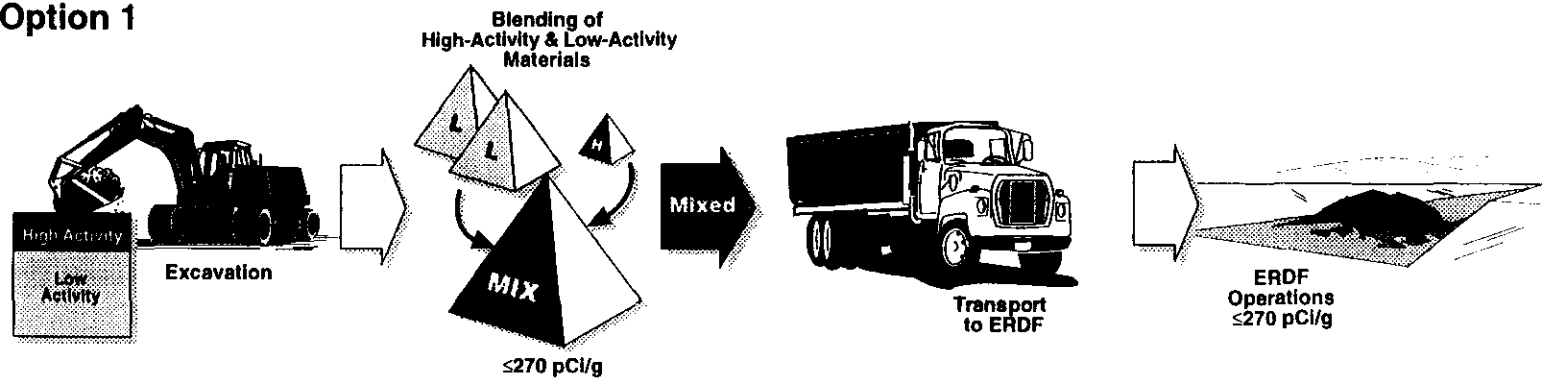 Option 1
Blending of
High-Activity & Low-Activity
Materials
High Activity
Low
Activity
Excavation
L
L
H
MIX
≤270 pCi/g
Mixed
Transport
to ERDF
ERDF
Operations
≤270 pCi/g